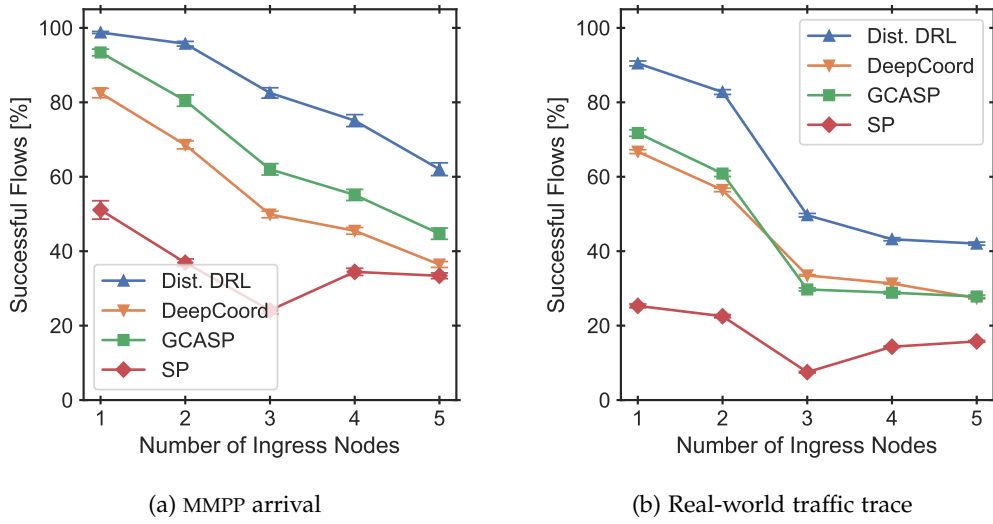 Successful Flows [%]
100
80
60
40
20
0
Dist. DRL
DeepCoord
GCASP
SP
1 2 3 4 5
Number of Ingress Nodes
(a) MMPP arrival
Successful Flows [%]
100
80
60
40
20
0
Dist. DRL
DeepCoord
GCASP
SP
1 2 3 4 5
Number of Ingress Nodes
(b) Real-world traffic trace